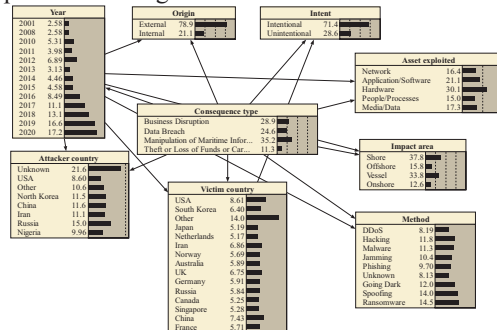 Year
2001 2.58
2008 2.58
2010 5.31
2011 3.98
2012 6.89
2013 3.13
2014 4.46
2015 4.58
2016 8.49
2017 11.1
2018 13.1
2019 16.6
2020 17.2
Origin
External 78.9
Internal 21.1
Intent
Intentional 71.4
Unintentional 28.6
Asset exploited
Network 16.4
Application/Software 21.1
Hardware 30.1
People/Processes 15.0
Media/Data 17.3
Consequence type
Business Disruption 28.9
Data Breach 24.6
Manipulation of Maritime Infor... 35.2
Theft or Loss of Funds or Car... 11.3
Impact area
Shore 37.8
Offshore 15.8
Vessel 33.8
Onshore 12.6
Attacker country
Unknown 21.6
USA 8.60
Other 10.6
North Korea 11.5
China 11.6
Iran 11.1
Russia 15.0
Nigeria 9.96
Victim country
USA 8.61
South Korea 6.40
Other 14.0
Japan 5.19
Netherlands 5.17
Iran 6.86
Norway 5.69
Australia 5.89
UK 6.75
Germany 5.91
Russia 5.84
Canada 5.25
Singapore 5.28
China 7.43
France 5.71
Method
DDoS 8.19
Hacking 11.8
Malware 11.3
Jamming 10.4
Phishing 9.70
Unknown 8.13
Going Dark 12.0
Spoofing 14.0
Ransomware 14.5